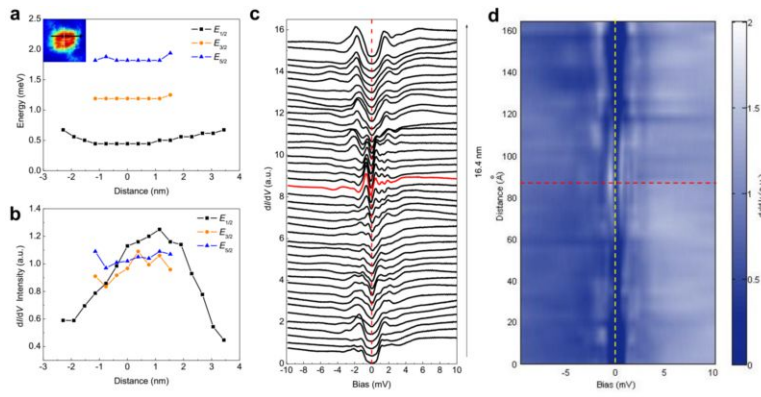 a
2.2
2.0
1.5
1.0
0.5
0.0
Energy (meV)
-3 -2 -1 0 1 2 3 4
Distance (nm)
E1/2
E3/2
E5/2
b
1.4
1.2
1.0
0.8
0.6
0.4
dI/dV Intensity (a.u.)
-3 -2 -1 0 1 2 3 4
Distance (nm)
E1/2
E3/2
E5/2
c
16
14
12
10
8
6
4
2
0
dI/dV (a.u.)
-10 -8 -6 -4 -2 0 2 4 6 8 10
Bias (mV)
16.4 nm
d
160
140
120
100
80
60
40
20
0
Distance (Å)
-5 0 5 10
Bias (mV)
2
1.5
1
0.5
0